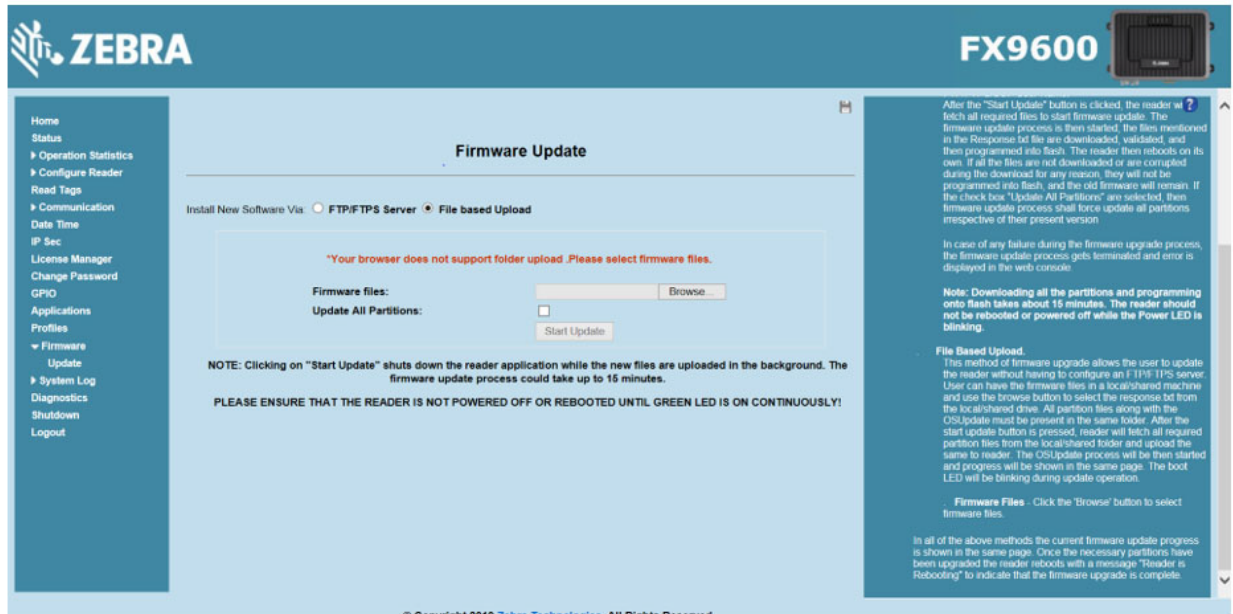 ZEBRA
FX9600
Home
Status
Operation Statistics
Configure Reader
Read Tags
Communication
Date Time
IP Sec
License Manager
Change Password
GPIO
Applications
Profiles
Firmware
Update
System Log
Diagnostics
Shutdown
Logout
Firmware Update
Install New Software Via: FTP/FTPS Server File based Upload
*Your browser does not support folder upload .Please select firmware files.
Firmware files: Browse...
Update All Partitions:
Start Update
NOTE: Clicking on "Start Update" shuts down the reader application while the new files are uploaded in the background. The
firmware update process could take up to 15 minutes.
PLEASE ENSURE THAT THE READER IS NOT POWERED OFF OR REBOOTED UNTIL GREEN LED IS ON CONTINUOUSLY!
After the "Start Update" button is clicked, the reader ?
fetch all required files to start firmware update. The
firmware update process is then started, the files mentioned
in the Response.txt file are downloaded, validated, and
then programmed into flash. The reader then reboots on its
own. If all the files are not downloaded or are corrupted
during the download for any reason, they will not be
programmed into flash, and the old firmware will remain. If
the check box "Update All Partitions" are selected, then
firmware update process shall force update all partitions
irrespective of their present version
In case of any failure during the firmware upgrade process,
the firmware update process gets terminated and error is
displayed in the web console.
Note: Downloading all the partitions and programming
onto flash takes about 15 minutes. The reader should
not be rebooted or powered off while the Power LED is
blinking.
File Based Upload.
This method of firmware upgrade allows the user to update
the reader without having to configure an FTP/FTPS server.
User can have the firmware files in a local/shared machine
and use the browse button to select the response.txt from
the local/shared drive. All partition files along with the
OSUpdate must be present in the same folder. After the
start update button is pressed, reader will fetch all required
partition files from the local/shared folder and upload the
same to reader. The OSUpdate process will be then started
and progress will be shown in the same page. The boot
LED will be blinking during update operation.
Firmware Files - Click the 'Browse' button to select
firmware files.
In all of the above methods the current firmware update progress
is shown in the same page. Once the necessary partitions have
been upgraded the reader reboots with a message "Reader is
Rebooting" to indicate that the firmware upgrade is complete.